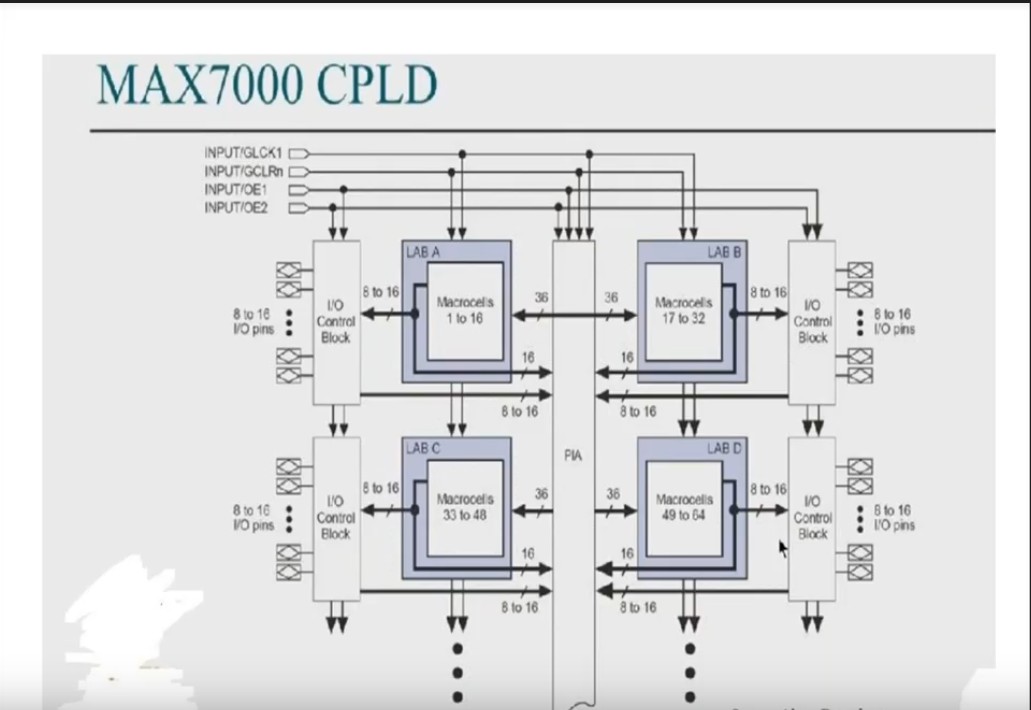 MAX7000 CPLD
INPUT/GLCK1
INPUT/GCLRn
INPUT/OE1
INPUT/OE2
LAB A
LAB B
8 to 16
I/O pins
I/O
Control
Block
8 to 16
Macrocells
1 to 16
36
36
Macrocells
17 to 32
8 to 16
I/O
Control
Block
8 to 16
I/O pins
16
16
8 to 16
8 to 16
PIA
LAB C
LAB D
8 to 16
I/O pins
I/O
Control
Block
8 to 16
Macrocells
33 to 48
36
36
Macrocells
49 to 64
8 to 16
I/O
Control
Block
8 to 16
I/O pins
16
16
8 to 16
8 to 16